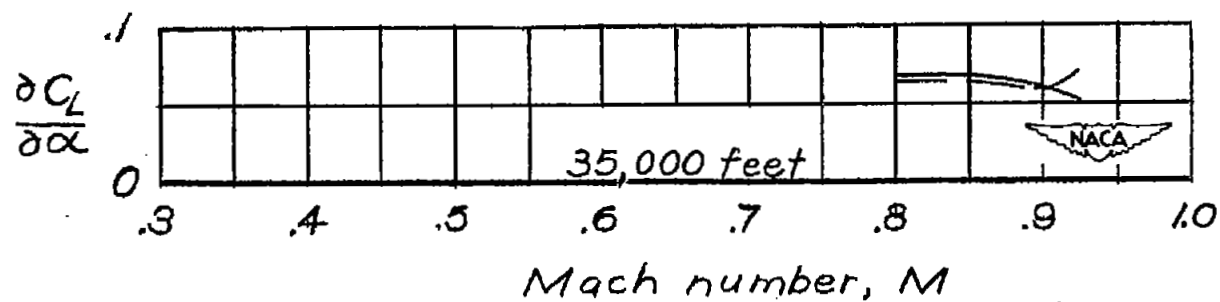 .1
∂C_L
∂α
0
35,000 feet
NACA
.3 .4 .5 .6 .7 .8 .9 1.0
Mach number, M